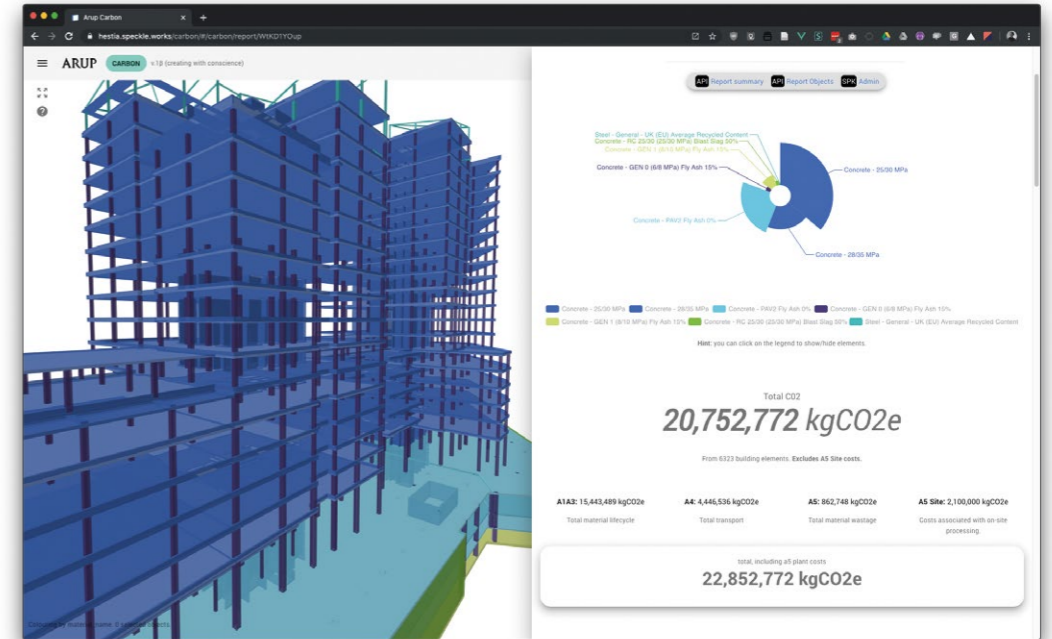 Arup Carbon
hestia.speckle.works/carbon/#/carbon/report/WtKD1YOup
ARUP CARBON v.1β (creating with conscience)
API Report summary API Report Objects SPK Admin
Steel - General - UK (EU) Average Recycled Content
Concrete - RC 25/30 (25/30 MPa) Blast Slag 50%
Concrete - GEN 1 (8/10 MPa) Fly Ash 15%
Concrete - GEN 0 (6/8 MPa) Fly Ash 15%
Concrete - 25/30 MPa
Concrete - PAV2 Fly Ash 0%
Concrete - 28/35 MPa
Concrete - 25/30 MPa Concrete - 28/35 MPa Concrete - PAV2 Fly Ash 0% Concrete - GEN 0 (6/8 MPa) Fly Ash 15%
Concrete - GEN 1 (8/10 MPa) Fly Ash 15% Concrete - RC 25/30 (25/30 MPa) Blast Slag 50% Steel - General - UK (EU) Average Recycled Content
Hint: you can click on the legend to show/hide elements.
Total CO2
20,752,772 kgCO2e
From 6323 building elements. Excludes A5 Site costs.
A1A3: 15,443,489 kgCO2e A4: 4,446,536 kgCO2e A5: 862,748 kgCO2e A5 Site: 2,100,000 kgCO2e
Total material lifecycle Total transport Total material wastage Costs associated with on-site
processing.
total, including a5 plant costs
22,852,772 kgCO2e
Coloring by material name. 0 selected objects.